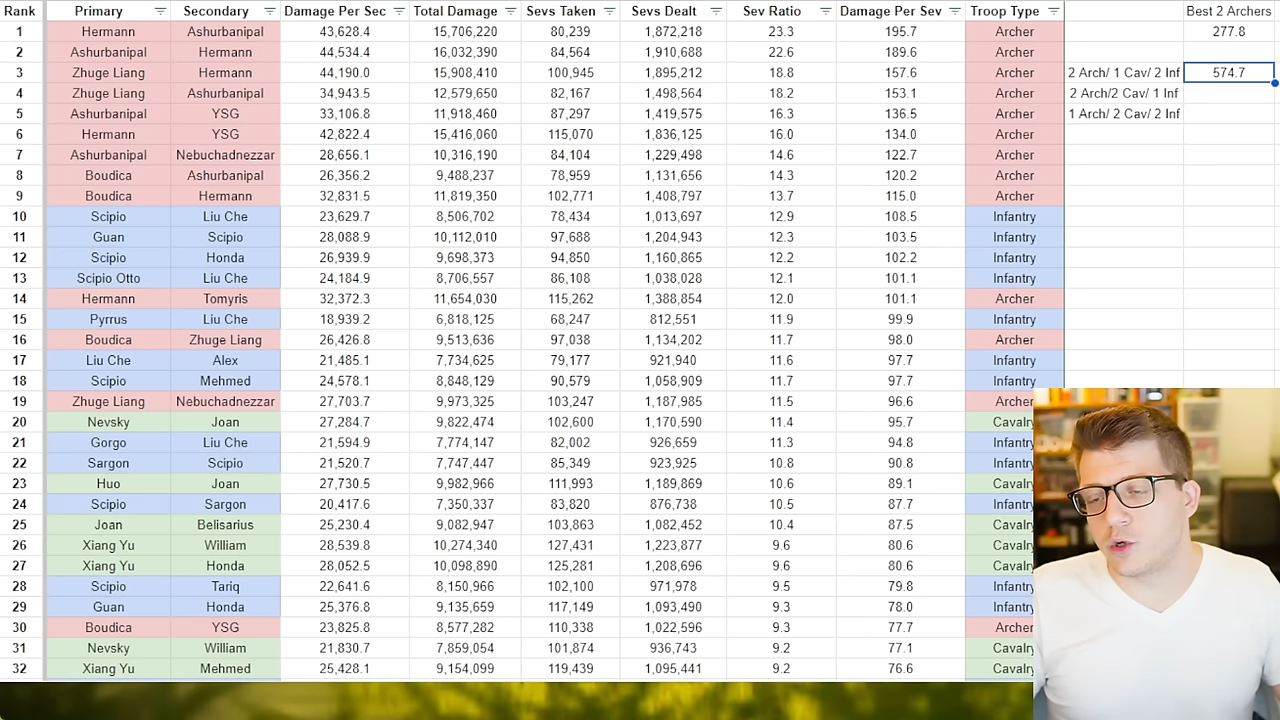 Rank Primary Secondary Damage Per Sec Total Damage Sevs Taken Sevs Dealt Sev Ratio Damage Per Sev Troop Type Best 2 Archers
1 Hermann Ashurbanipal 43,628.4 15,706,220 80,239 1,872,218 23.3 195.7 Archer 277.8
2 Ashurbanipal Hermann 44,534.4 16,032,390 84,564 1,910,688 22.6 189.6 Archer
3 Zhuge Liang Hermann 44,190.0 15,908,410 100,945 1,895,212 18.8 157.6 Archer 2 Arch/ 1 Cav/ 2 Inf 574.7
4 Zhuge Liang Ashurbanipal 34,943.5 12,579,650 82,167 1,498,564 18.2 153.1 Archer 2 Arch/2 Cav/ 1 Inf
5 Ashurbanipal YSG 33,106.8 11,918,460 87,297 1,419,575 16.3 136.5 Archer 1 Arch/ 2 Cav/ 2 Inf
6 Hermann YSG 42,822.4 15,416,060 115,070 1,836,125 16.0 134.0 Archer
7 Ashurbanipal Nebuchadnezzar 28,656.1 10,316,190 84,104 1,229,498 14.6 122.7 Archer
8 Boudica Ashurbanipal 26,356.2 9,488,237 78,959 1,131,656 14.3 120.2 Archer
9 Boudica Hermann 32,831.5 11,819,350 102,771 1,408,797 13.7 115.0 Archer
10 Scipio Liu Che 23,629.7 8,506,702 78,434 1,013,697 12.9 108.5 Infantry
11 Guan Scipio 28,088.9 10,112,010 97,688 1,204,943 12.3 103.5 Infantry
12 Scipio Honda 26,939.9 9,698,373 94,850 1,160,865 12.2 102.2 Infantry
13 Scipio Otto Liu Che 24,184.9 8,706,557 86,108 1,038,028 12.1 101.1 Infantry
14 Hermann Tomyris 32,372.3 11,654,030 115,262 1,388,854 12.0 101.1 Archer
15 Pyrrus Liu Che 18,939.2 6,818,125 68,247 812,551 11.9 99.9 Infantry
16 Boudica Zhuge Liang 26,426.8 9,513,636 97,038 1,134,202 11.7 98.0 Archer
17 Liu Che Alex 21,485.1 7,734,625 79,177 921,940 11.6 97.7 Infantry
18 Scipio Mehmed 24,578.1 8,848,129 90,579 1,058,909 11.7 97.7 Infantry
19 Zhuge Liang Nebuchadnezzar 27,703.7 9,973,325 103,247 1,187,985 11.5 96.6 Archer
20 Nevsky Joan 27,284.7 9,822,474 102,600 1,170,590 11.4 95.7 Cavalry
21 Gorgo Liu Che 21,594.9 7,774,147 82,002 926,659 11.3 94.8 Infantry
22 Sargon Scipio 21,520.7 7,747,447 85,349 923,925 10.8 90.8 Infantry
23 Huo Joan 27,730.5 9,982,966 111,993 1,189,869 10.6 89.1 Cavalry
24 Scipio Sargon 20,417.6 7,350,337 83,820 876,738 10.5 87.7 Infantry
25 Joan Belisarius 25,230.4 9,082,947 103,863 1,082,452 10.4 87.5 Cavalry
26 Xiang Yu William 28,539.8 10,274,340 127,431 1,223,877 9.6 80.6 Cavalry
27 Xiang Yu Honda 28,052.5 10,098,890 125,281 1,208,696 9.6 80.6 Cavalry
28 Scipio Tariq 22,641.6 8,150,966 102,100 971,978 9.5 79.8 Infantry
29 Guan Honda 25,376.8 9,135,659 117,149 1,093,490 9.3 78.0 Infantry
30 Boudica YSG 23,825.8 8,577,282 110,338 1,022,596 9.3 77.7 Archer
31 Nevsky William 21,830.7 7,859,054 101,874 936,743 9.2 77.1 Cavalry
32 Xiang Yu Mehmed 25,428.1 9,154,099 119,439 1,095,441 9.2 76.6 Cavalry